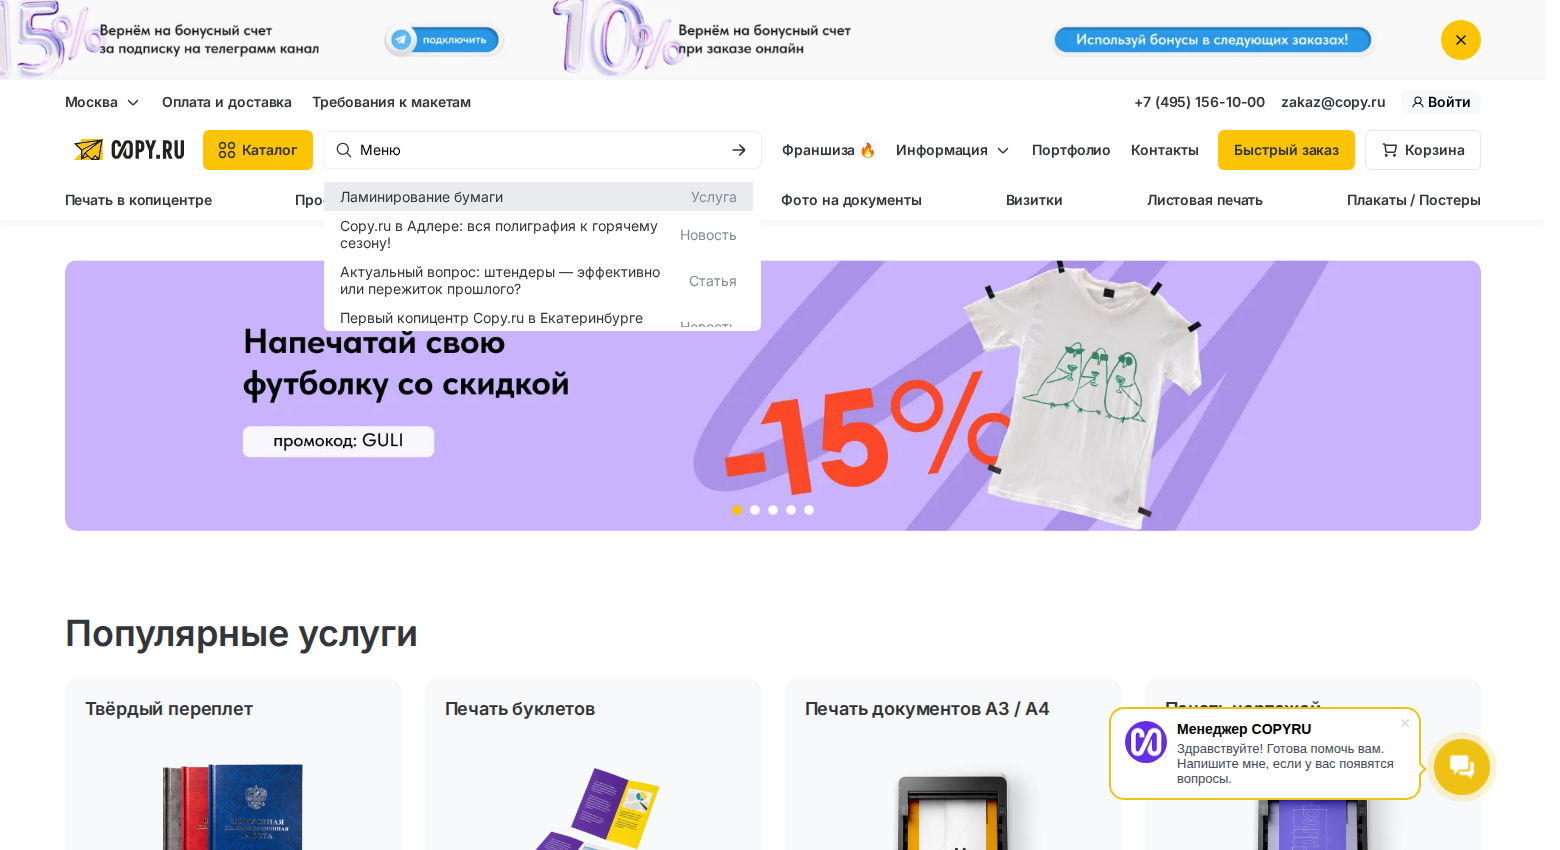 15%
Вернём на бонусный счет
за подписку на телеграмм канал
подключить
10%
Вернём на бонусный счет
при заказе онлайн
Используй бонусы в следующих заказах!
Москва
Оплата и доставка
Требования к макетам
+7 (495) 156-10-00
zakaz@copy.ru
Войти
COPY.RU
Каталог
Меню
Франшиза
Информация
Портфолио
Контакты
Быстрый заказ
Корзина
Печать в копицентре
Фото на документы
Визитки
Листовая печать
Плакаты / Постеры
Ламинирование бумаги
Услуга
Copy.ru в Адлере: вся полиграфия к горячему
сезону!
Новость
Актуальный вопрос: штендеры — эффективно
или пережиток прошлого?
Статья
Первый копицентр Copy.ru в Екатеринбурге
Новость
Напечатай свою
футболку со скидкой
промокод: GULI
-15%
Популярные услуги
Твёрдый переплет
Печать буклетов
Печать документов А3 / А4
Печать чертежей
Менеджер COPYRU
Здравствуйте! Готова помочь вам.
Напишите мне, если у вас появятся
вопросы.